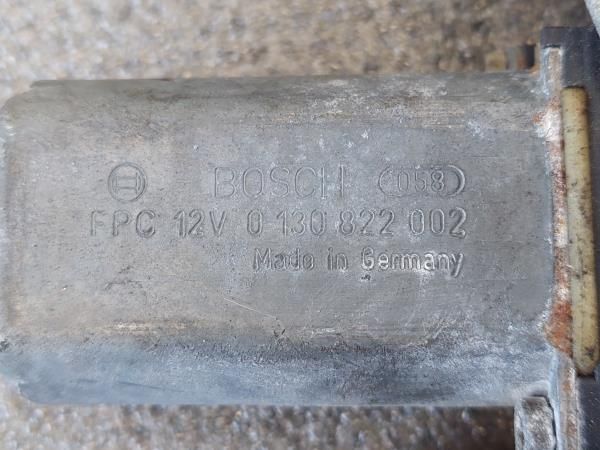 BOSCH (058)
FPC 12V 0 130 822 002
Made in Germany